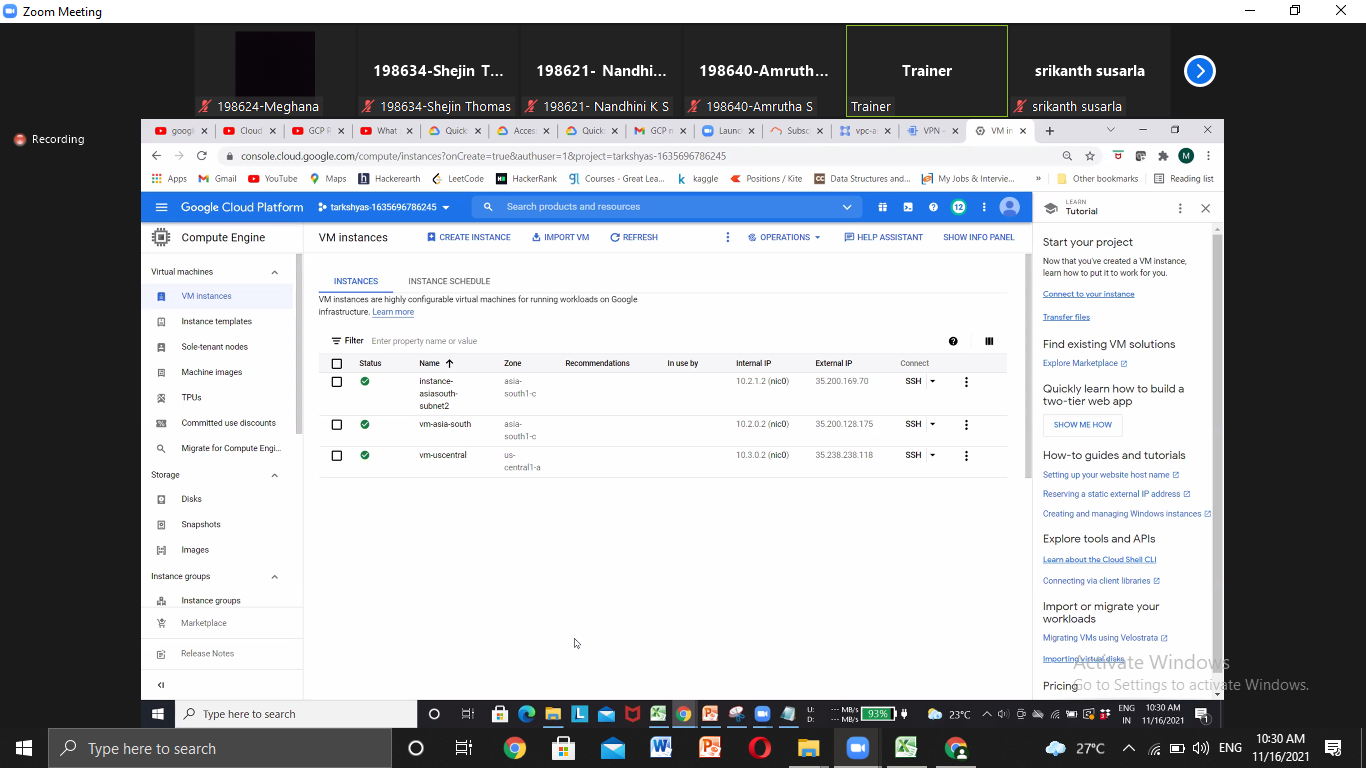 Zoom Meeting
198634-Shejin T...
198621- Nandhi...
198640-Amruth...
Trainer
srikanth susarla
198624-Meghana
198634-Shejin Thomas
198621- Nandhini K S
198640-Amrutha S
Trainer
srikanth susarla
Recording
googl
Cloud
GCP F
What
Quick
Acces
Quick
GCP n
Launc
Subsc
vpc-a
VPN -
VM in
console.cloud.google.com/compute/instances?onCreate=true&authuser=1&project=tarkshyas-1635696786245
M
Apps
Gmail
YouTube
Maps
Hackerearth
LeetCode
HackerRank
Courses - Great Lea...
kaggle
Positions / Kite
Data Structures and...
My Jobs & Intervie...
»
Other bookmarks
Reading list
Google Cloud Platform
tarkshyas-1635696786245
Search products and resources
12
LEARN
Tutorial
Compute Engine
VM instances
CREATE INSTANCE
IMPORT VM
REFRESH
OPERATIONS
HELP ASSISTANT
SHOW INFO PANEL
Virtual machines
VM instances
Instance templates
Sole-tenant nodes
Machine images
TPUs
Committed use discounts
Migrate for Compute Engi...
Storage
Disks
Snapshots
Images
Instance groups
Instance groups
Marketplace
Release Notes
INSTANCES
INSTANCE SCHEDULE
VM instances are highly configurable virtual machines for running workloads on Google
infrastructure. Learn more
Filter Enter property name or value
Status
Name
Zone
Recommendations
In use by
Internal IP
External IP
Connect
instance-
asiasouth-
subnet2
asia-
south1-c
10.2.1.2 (nic0)
35.200.169.70
SSH
vm-asia-south
asia-
south1-c
10.2.0.2 (nic0)
35.200.128.175
SSH
vm-uscentral
us-
central1-a
10.3.0.2 (nic0)
35.238.238.118
SSH
Start your project
Now that you've created a VM instance,
learn how to put it to work for you.
Connect to your instance
Transfer files
Find existing VM solutions
Explore Marketplace
Quickly learn how to build a
two-tier web app
SHOW ME HOW
How-to guides and tutorials
Setting up your website host name
Reserving a static external IP address
Creating and managing Windows instances
Explore tools and APIs
Learn about the Cloud Shell CLI
Connecting via client libraries
Import or migrate your
workloads
Migrating VMs using Velostrata
Importing virtual disks
Pricing
Activate Windows
Go to Settings to activate Windows.
Type here to search
U: --- MB/s
D: --- MB/s
93%
23°C
ENG
IN
10:30 AM
11/16/2021
1
Type here to search
27°C
ENG
10:30 AM
11/16/2021